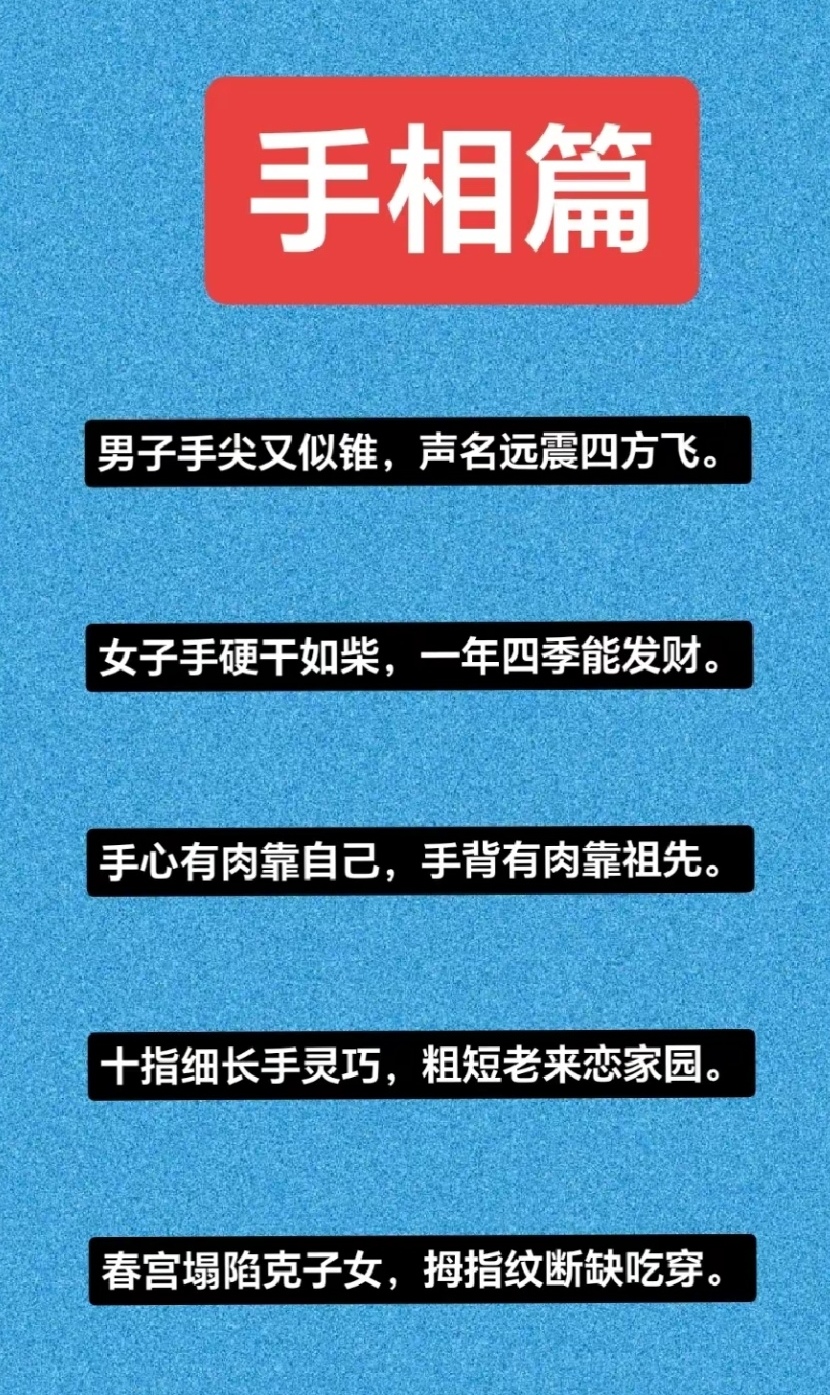 手相篇
男子手尖又似锥，声名远震四方飞。
女子手硬干如柴，一年四季能发财。
手心有肉靠自己，手背有肉靠祖先。
十指细长手灵巧，粗短老来恋家园。
春宫塌陷克子女，拇指纹断缺吃穿。